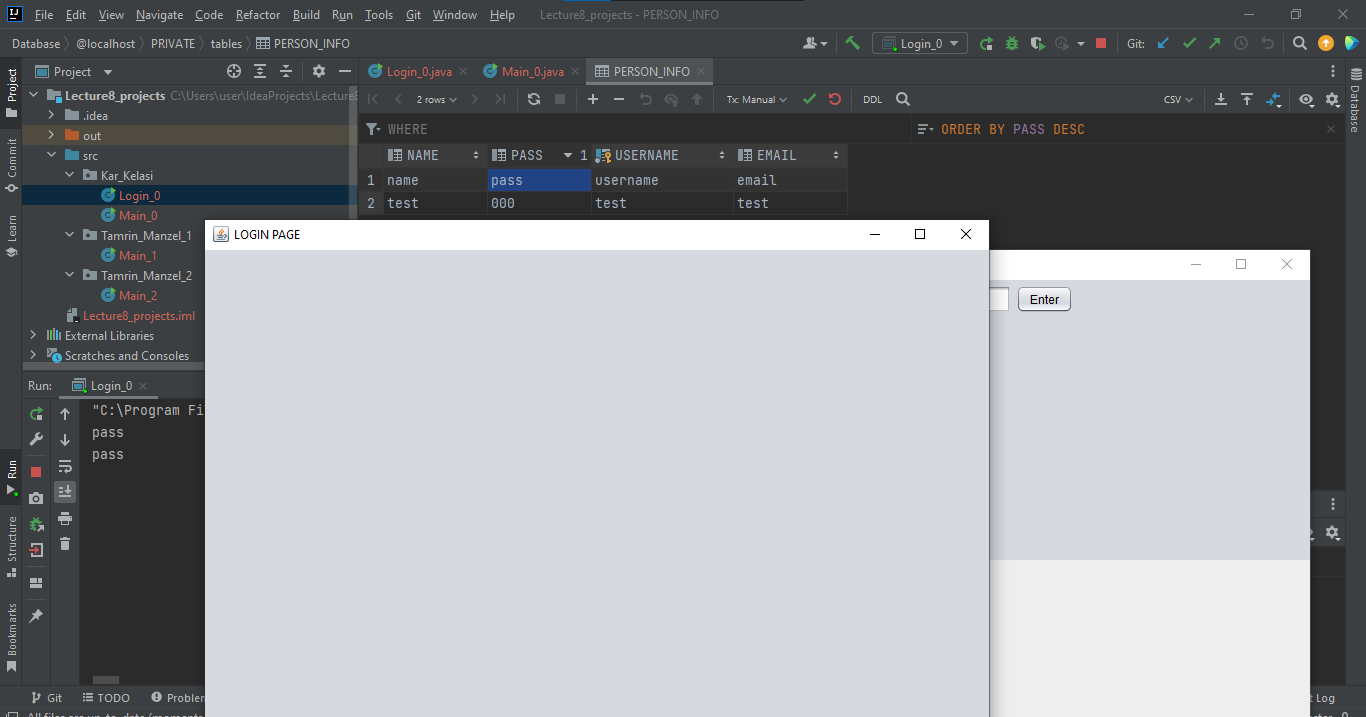 File Edit View Navigate Code Refactor Build Run Tools Git Window Help Lecture8_projects - PERSON_INFO
Database @localhost PRIVATE tables PERSON_INFO Login_0 Git:
Project Login_0.java Main_0.java PERSON_INFO
Lecture8_projects C:\Users\user\IdeaProjects\Lecture8 2 rows Tx: Manual DDL CSV
.idea
out WHERE ORDER BY PASS DESC
src NAME PASS 1 USERNAME EMAIL
Kar_Kelasi 1 name pass username email
Login_0 2 test 000 test test
Main_0
Tamrin_Manzel_1
Main_1
Tamrin_Manzel_2
Main_2
Lecture8_projects.iml
External Libraries
Scratches and Consoles
LOGIN PAGE
Enter
Run: Login_0
"C:\Program Fi
pass
pass
Project
Commit
Learn
Run
Structure
Bookmarks
Database
Git TODO Problem Log
All files are up-to-date (moments